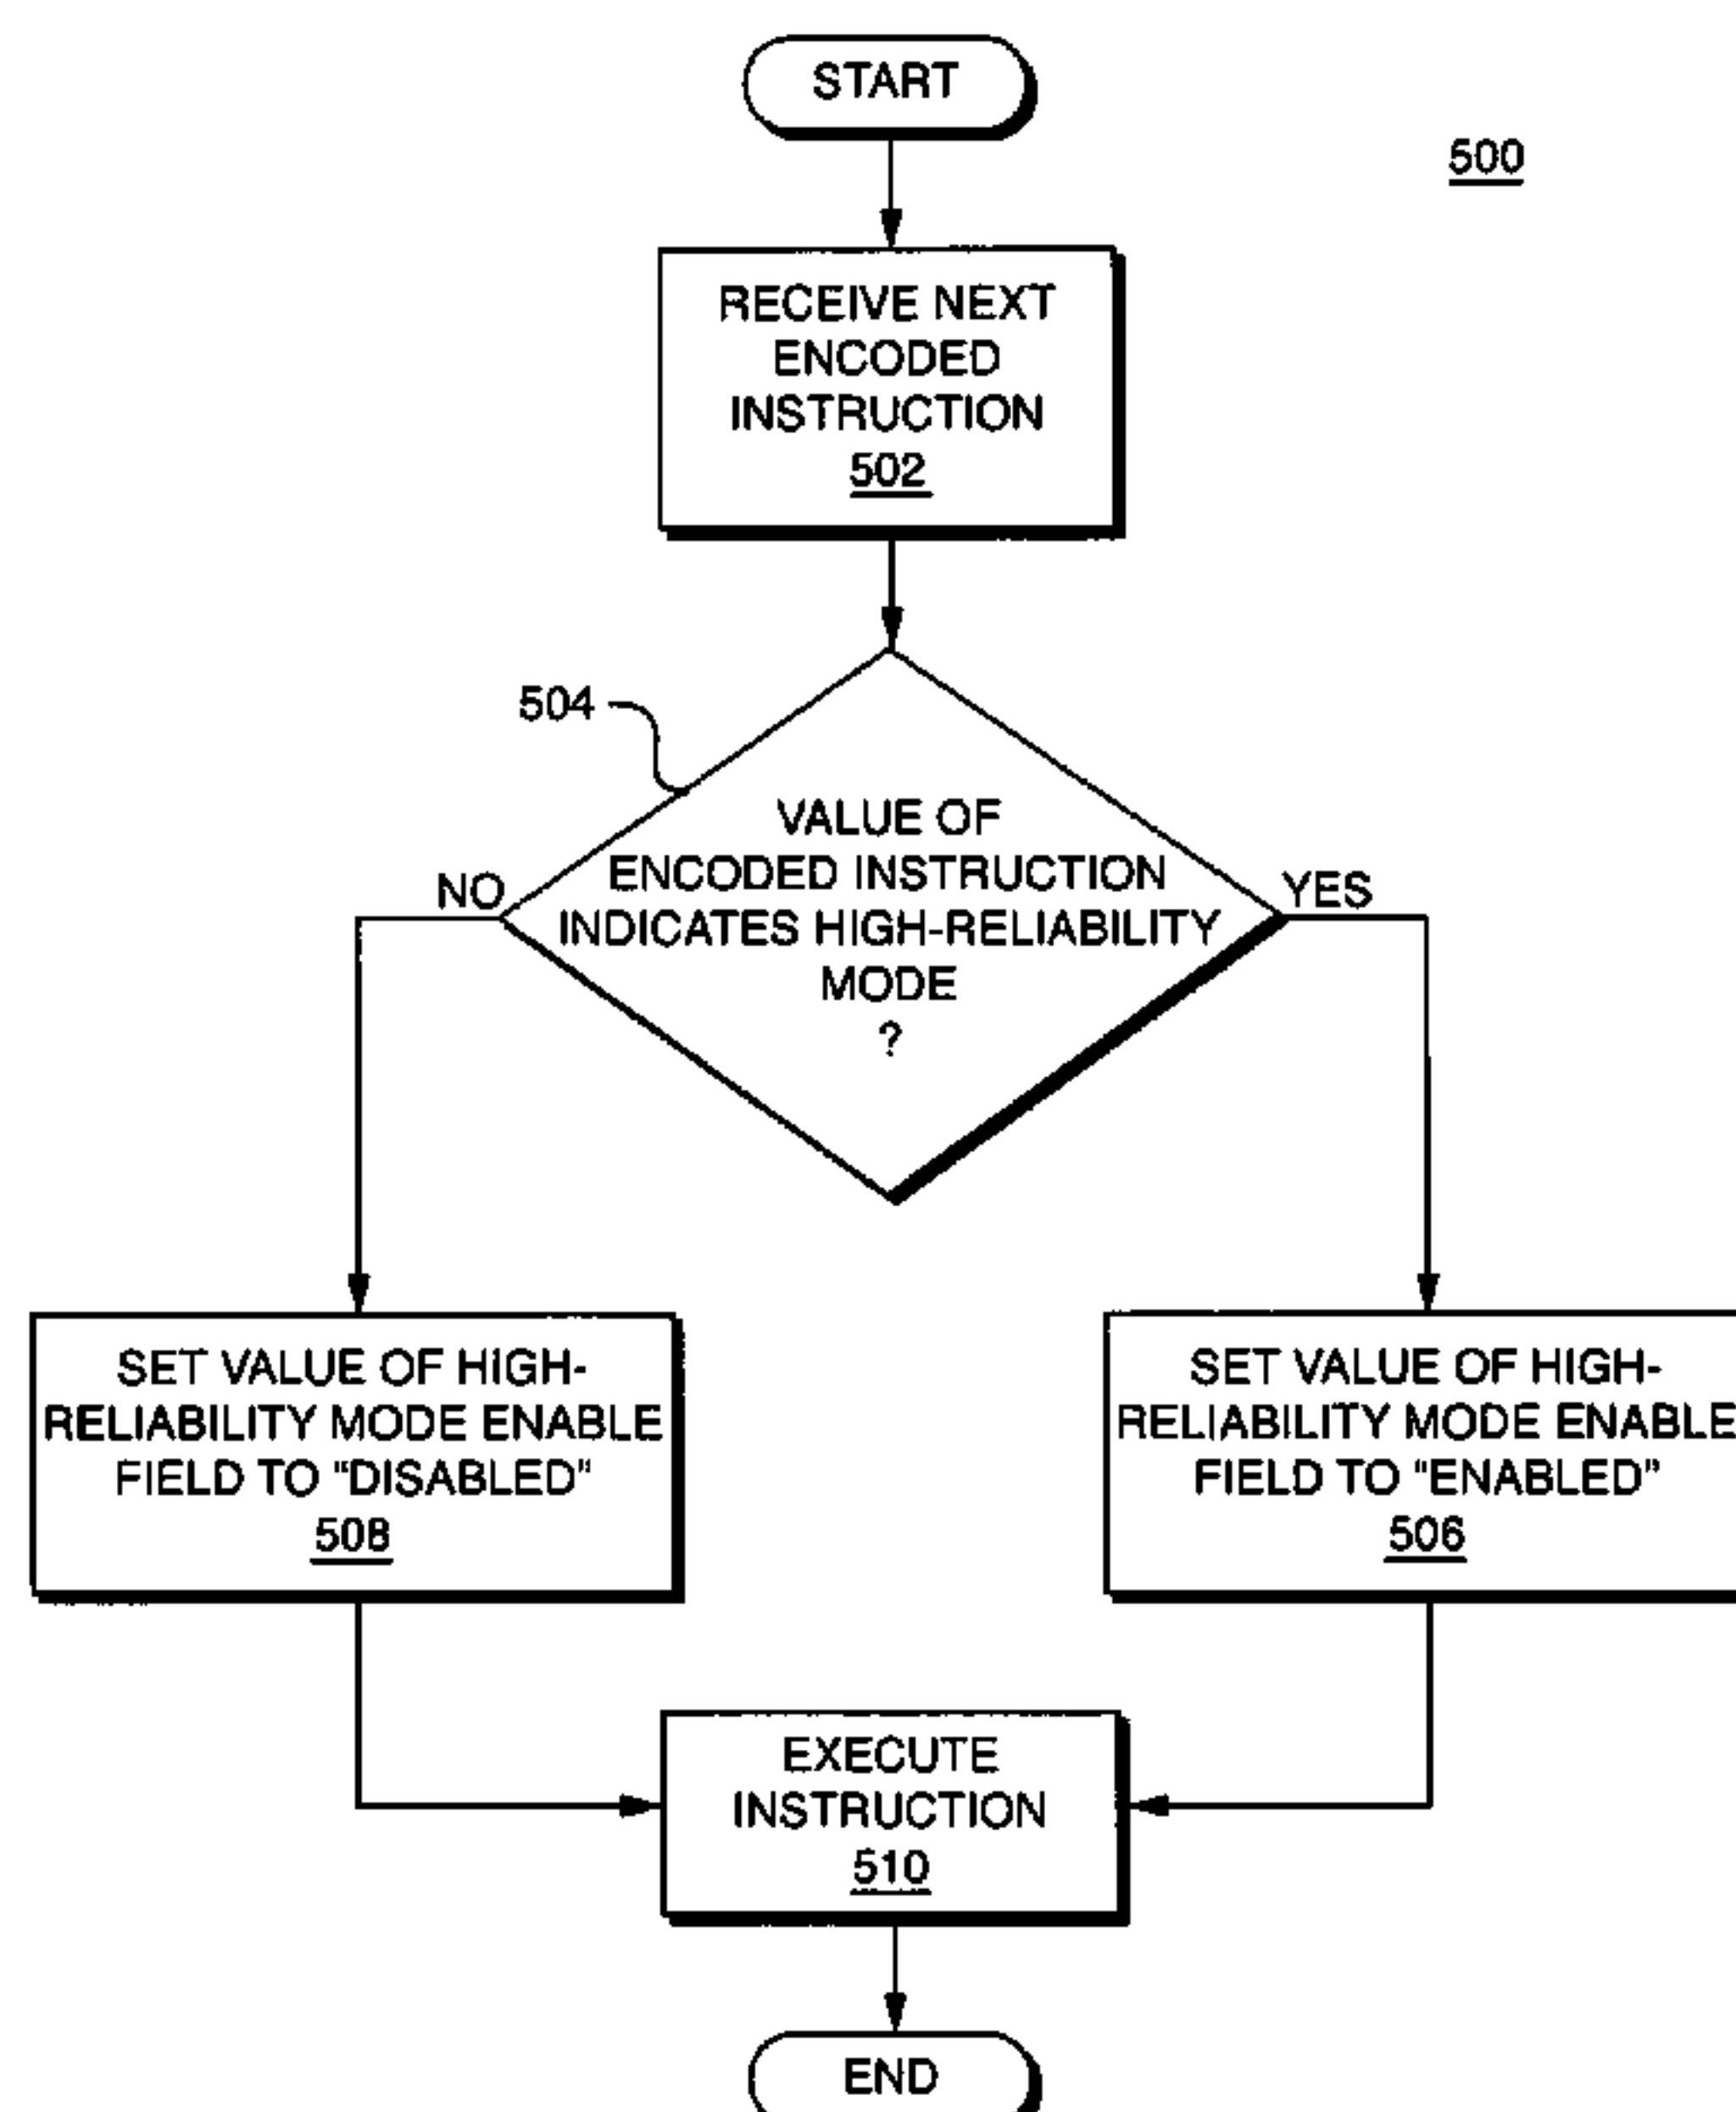 START
500
RECEIVE NEXT
ENCODED
INSTRUCTION
502
504
VALUE OF
ENCODED INSTRUCTION
INDICATES HIGH-RELIABILITY
MODE
?
NO
YES
SET VALUE OF HIGH-
RELIABILITY MODE ENABLE
FIELD TO “DISABLED”
508
SET VALUE OF HIGH-
RELIABILITY MODE ENABLE
FIELD TO “ENABLED”
506
EXECUTE
INSTRUCTION
510
END